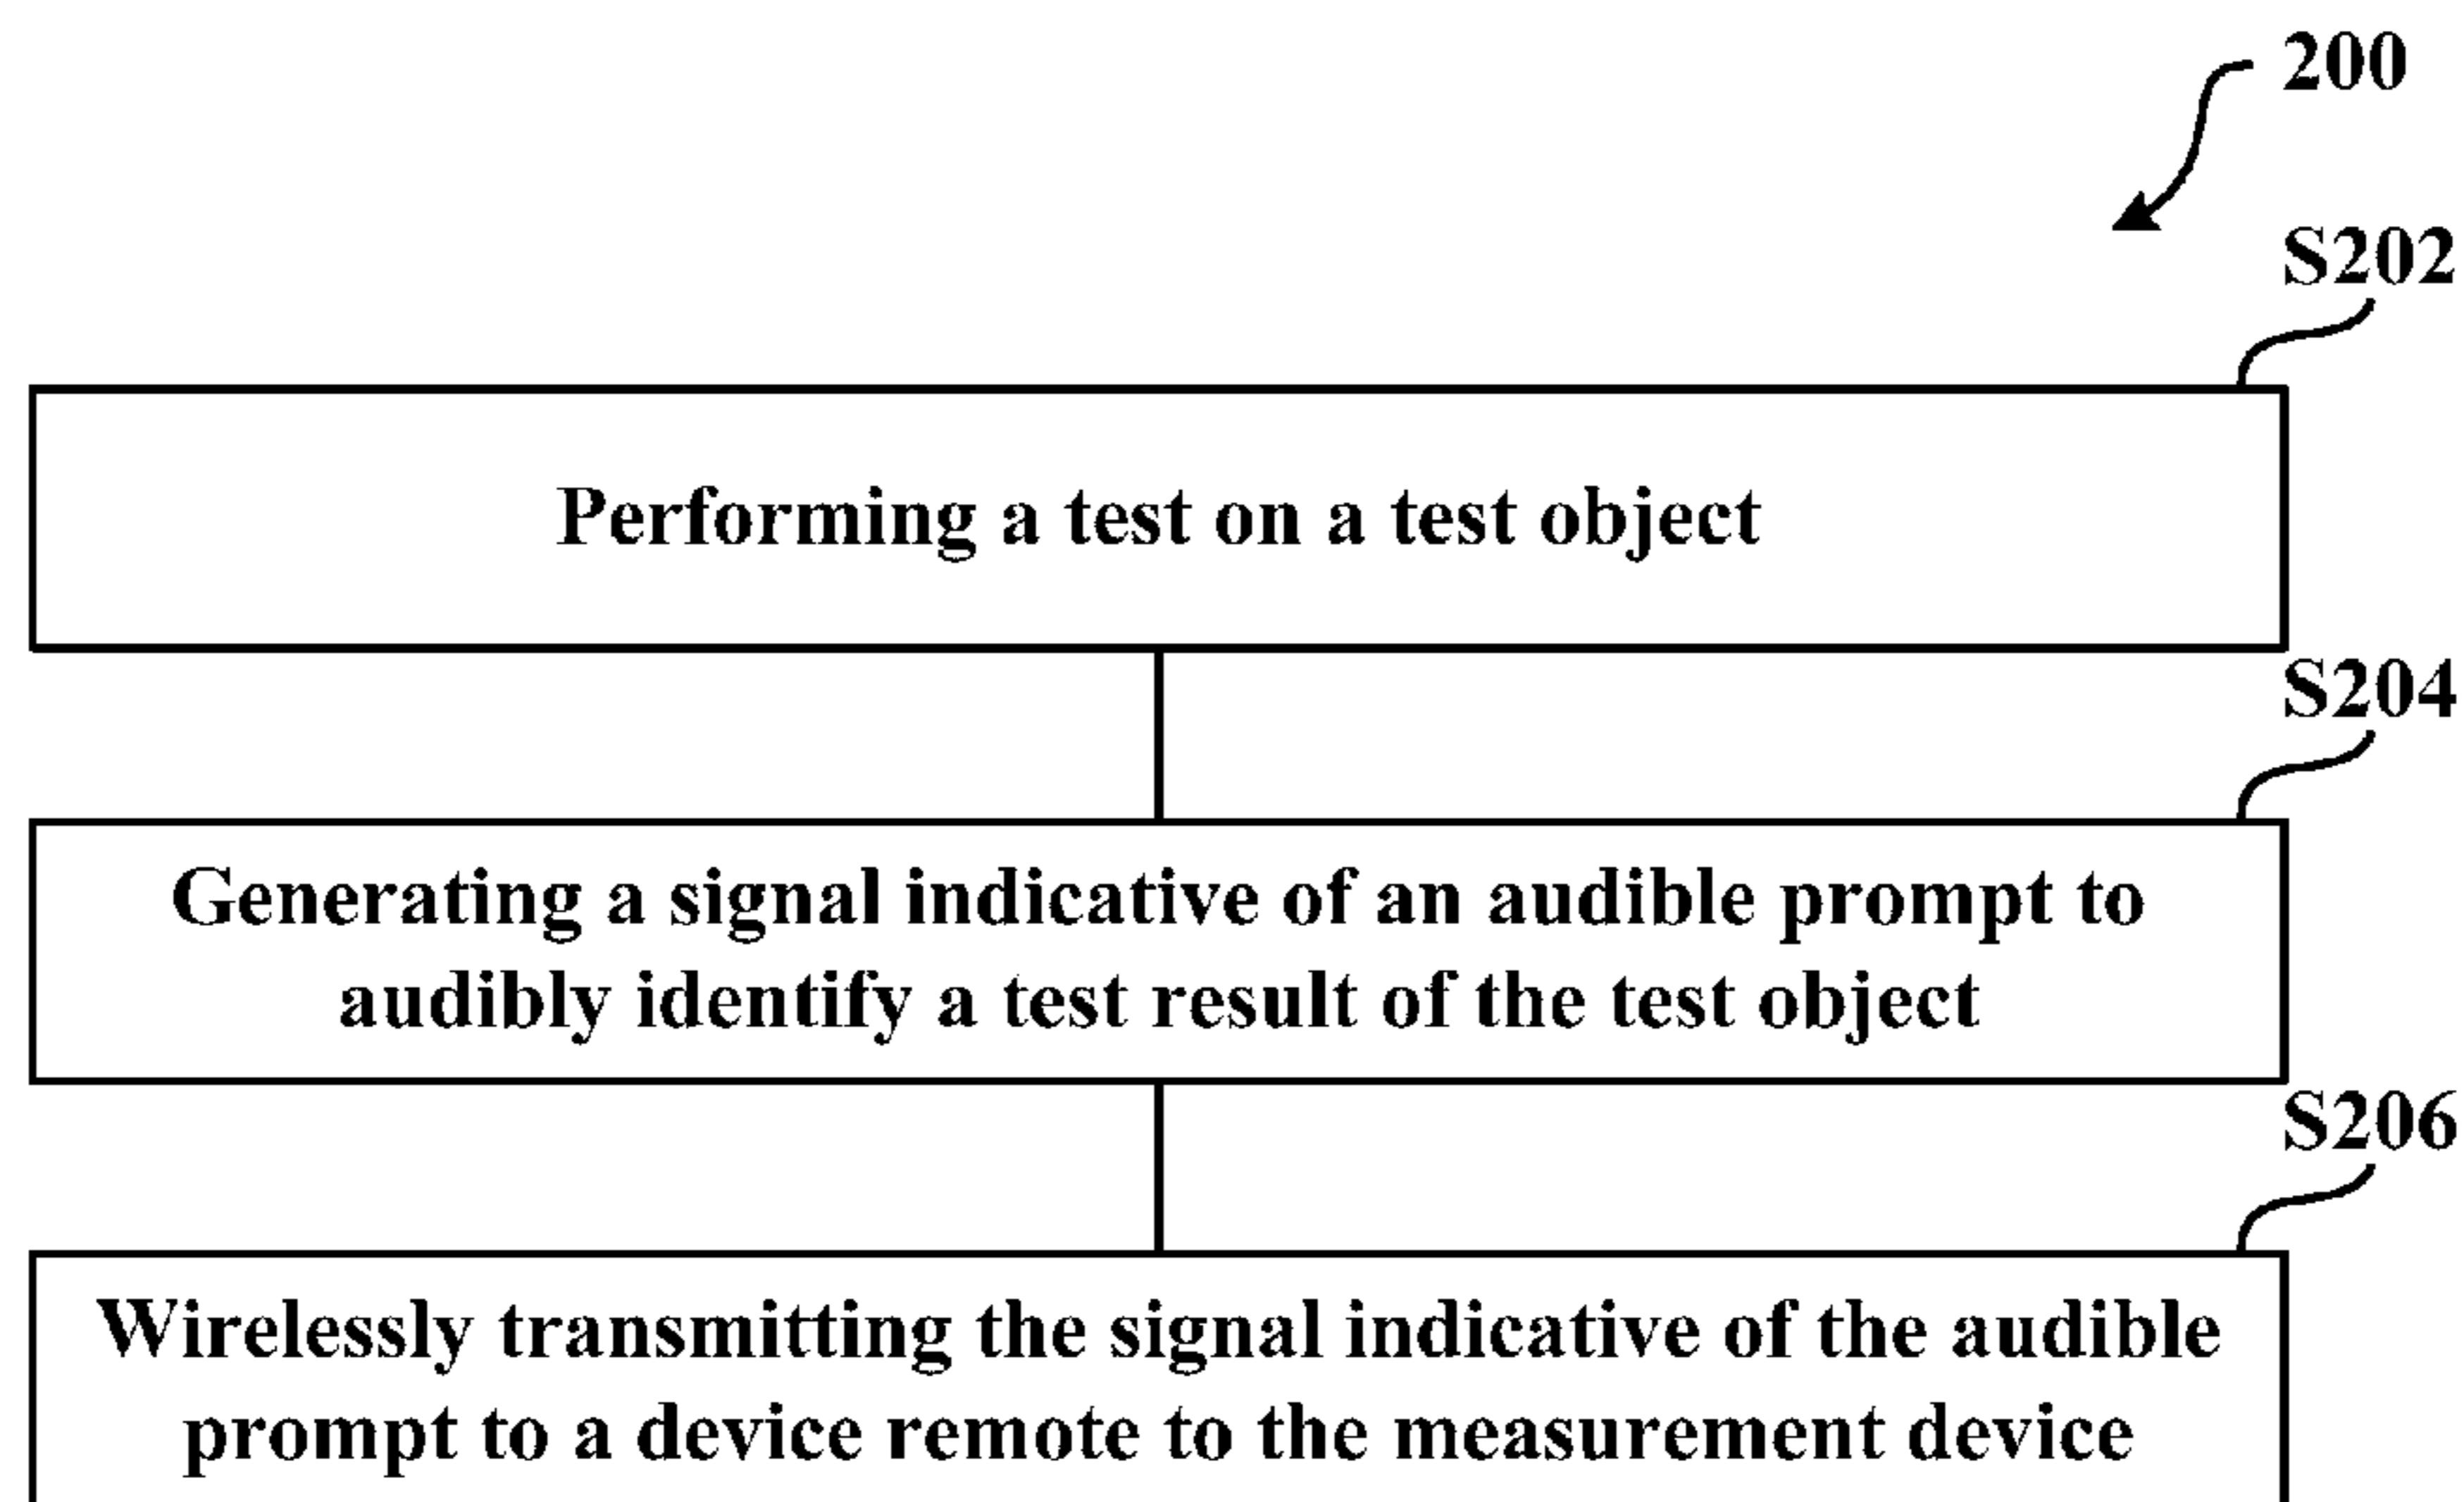 200
S202
Performing a test on a test object
S204
Generating a signal indicative of an audible prompt to
audibly identify a test result of the test object
S206
Wirelessly transmitting the signal indicative of the audible
prompt to a device remote to the measurement device